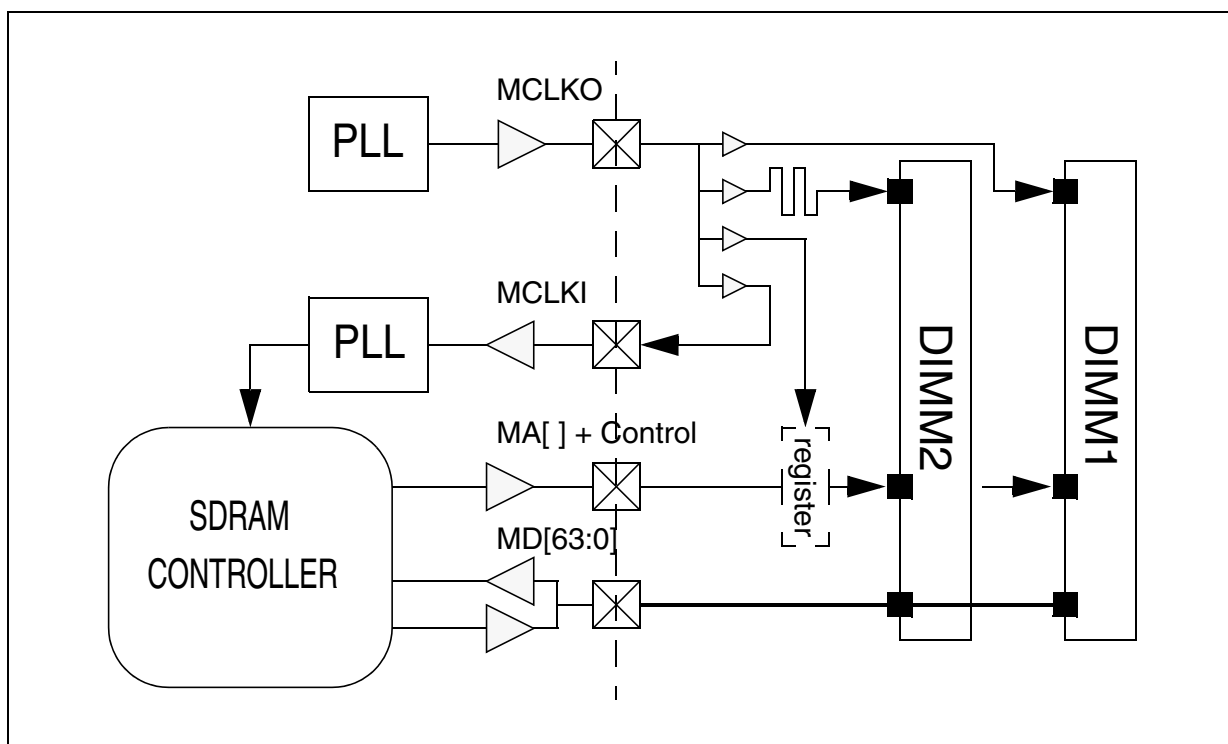 MCLKO
PLL
MCLKI
PLL
DIMM2
DIMM1
MA[ ] + Control
register
SDRAM
CONTROLLER
MD[63:0]